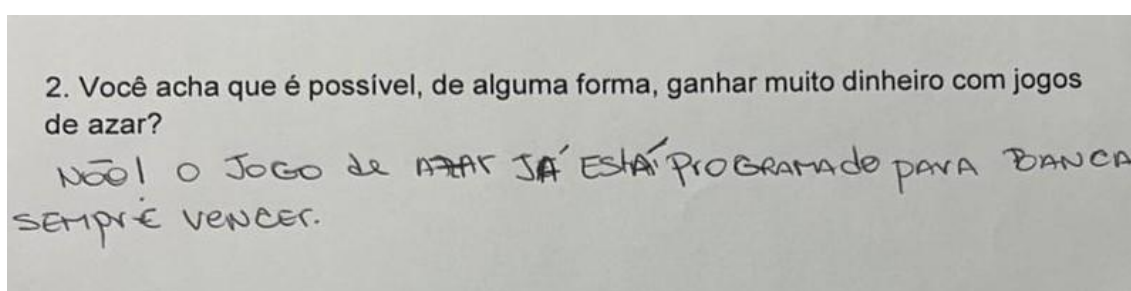 2. Você acha que é possível, de alguma forma, ganhar muito dinheiro com jogos
de azar?
NÃO! O JOGO de AZAR JÁ ESTÁ PROGRAMADO PARA BANCA
SEMPRE VENCER.